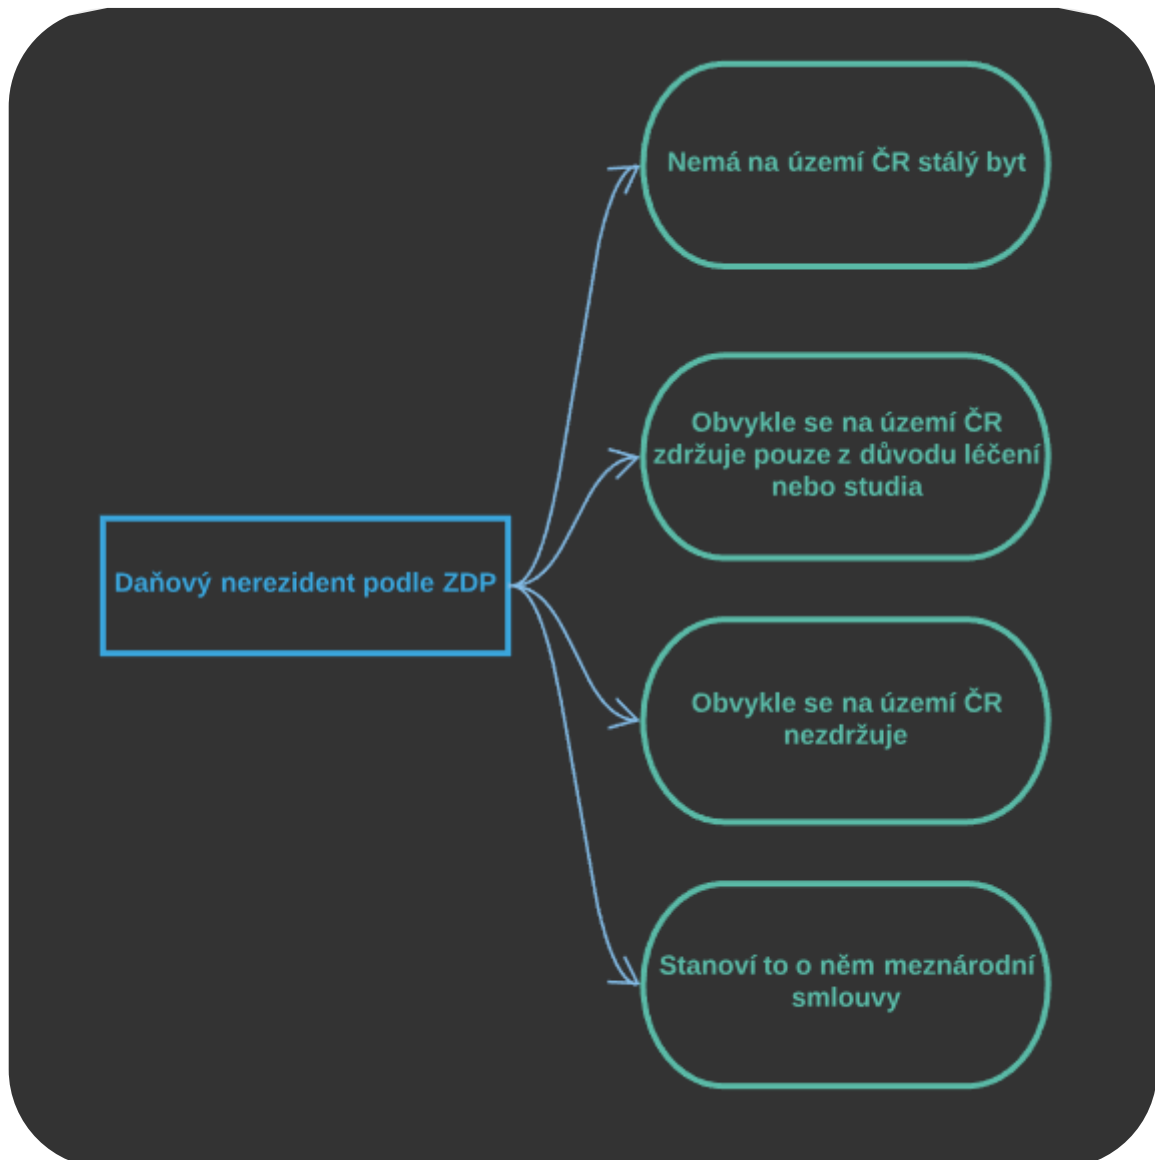 Nemá na území ČR stálý byt
Obvykle se na území ČR
zdržuje pouze z důvodu léčení
nebo studia
Daňový nerezident podle ZDP
Obvykle se na území ČR
nezdržuje
Stanoví to o něm meznárodní
smlouvy